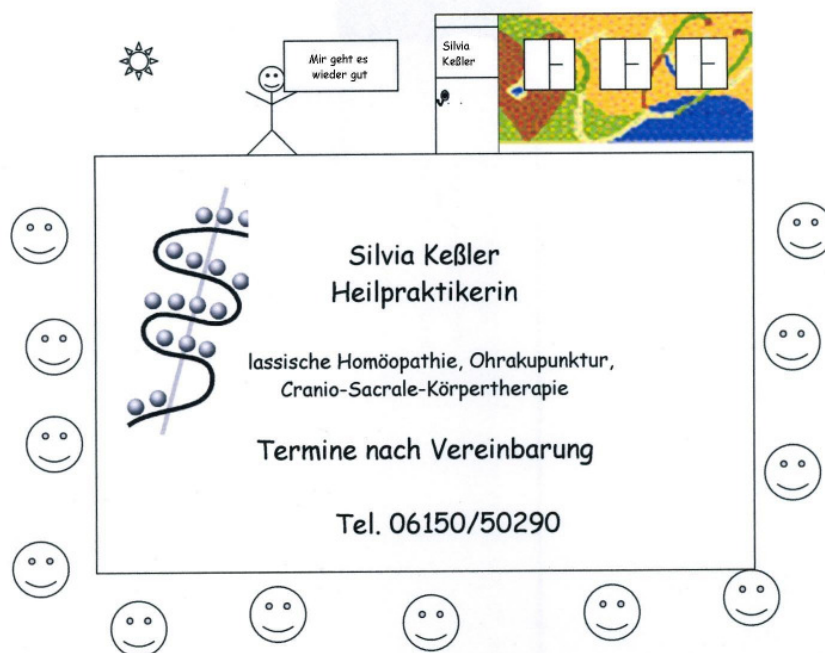 Mir geht es
wieder gut
Silvia
Keßler
Silvia Keßler
Heilpraktikerin
lassische Homöopathie, Ohrakupunktur,
Cranio-Sacrale-Körpertherapie
Termine nach Vereinbarung
Tel. 06150/50290